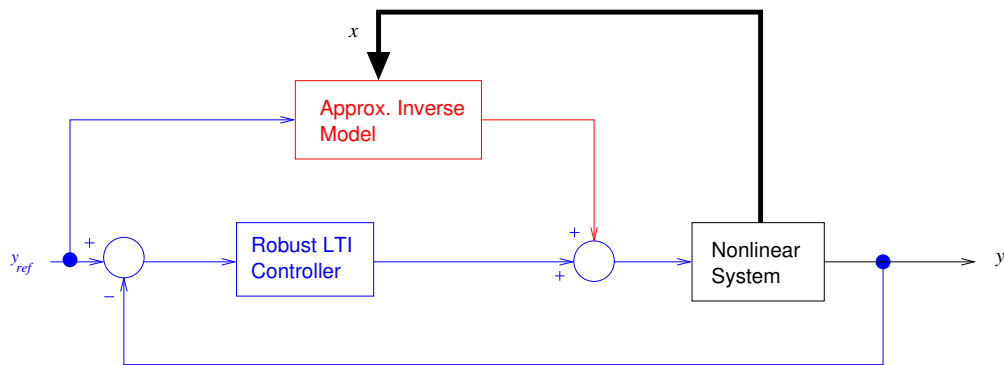 x
Approx. Inverse
Model
+
+
y_ref
+
−
Robust LTI
Controller
Nonlinear
System
y